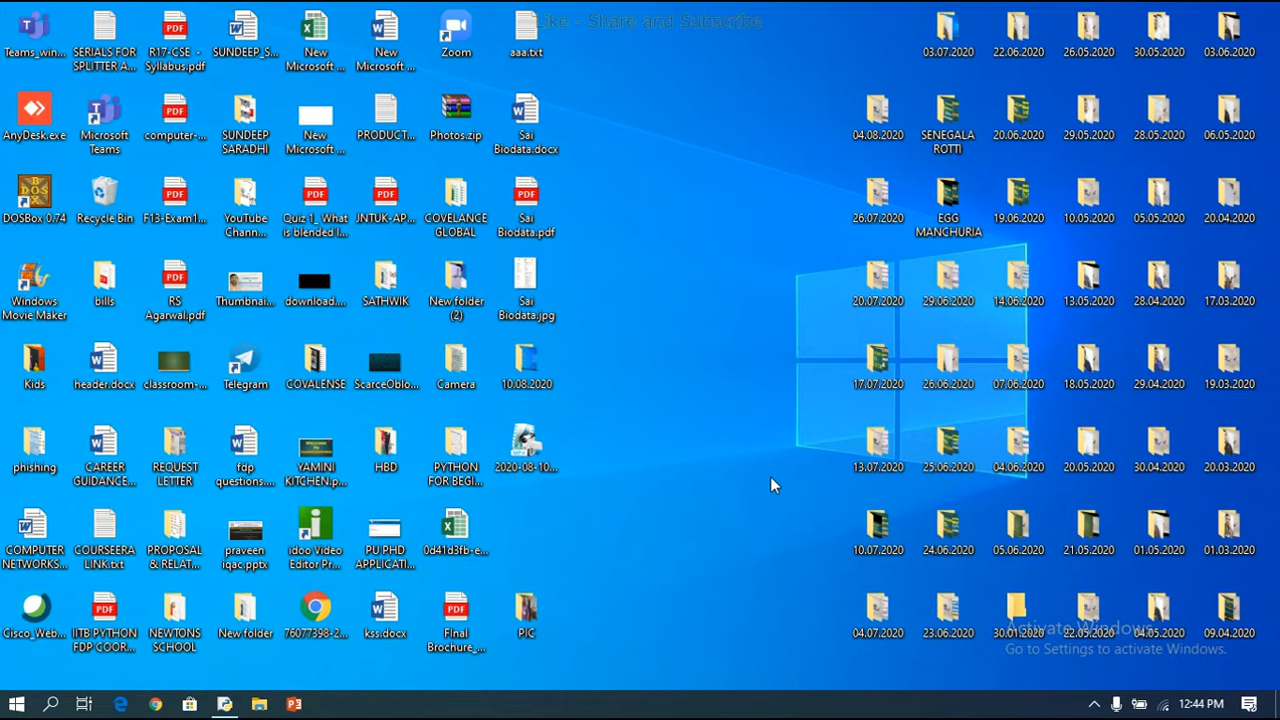 Like - Share and Subscribe
Teams_win...
SERIALS FOR
SPLITTER A...
R17-CSE -
Syllabus.pdf
SUNDEEP_S...
New
Microsoft ...
New
Microsoft ...
Zoom
aaa.txt
03.07.2020
22.06.2020
26.05.2020
30.05.2020
03.06.2020
AnyDesk.exe
Microsoft
Teams
computer-...
SUNDEEP
SARADHI
New
Microsoft ...
PRODUCT...
Photos.zip
Sai
Biodata.docx
04.08.2020
SENEGALA
ROTTI
20.06.2020
29.05.2020
28.05.2020
06.05.2020
DOSBox 0.74
Recycle Bin
F13-Exam1...
YouTube
Chann...
Quiz 1_ What
is blended l...
JNTUK-AP...
COVELANCE
GLOBAL
Sai
Biodata.pdf
26.07.2020
EGG
MANCHURIA
19.06.2020
10.05.2020
05.05.2020
20.04.2020
Windows
Movie Maker
bills
RS
Agarwal.pdf
Thumbnai...
download....
SATHWIK
New folder
(2)
Sai
Biodata.jpg
20.07.2020
29.06.2020
14.06.2020
13.05.2020
28.04.2020
17.03.2020
Kids
header.docx
classroom-...
Telegram
COVALENSE
ScarceOblo...
Camera
10.08.2020
17.07.2020
26.06.2020
07.06.2020
18.05.2020
29.04.2020
19.03.2020
phishing
CAREER
GUIDANCE...
REQUEST
LETTER
fdp
questions....
YAMINI
KITCHEN.p...
HBD
PYTHON
FOR BEGI...
2020-08-10...
13.07.2020
25.06.2020
04.06.2020
20.05.2020
30.04.2020
20.03.2020
COMPUTER
NETWORKS...
COURSEERA
LINK.txt
PROPOSAL
& RELAT...
praveen
iqac.pptx
idoo Video
Editor Pr...
PU PHD
APPLICATI...
0d41d3fb-e...
10.07.2020
24.06.2020
05.06.2020
21.05.2020
01.05.2020
01.03.2020
Cisco_Web...
IITB PYTHON
FDP COOR...
NEWTONS
SCHOOL
New folder
76077398-2...
kss.docx
FInal
Brochure_...
PIC
04.07.2020
23.06.2020
30.01.2020
22.05.2020
04.05.2020
09.04.2020
Activate Windows
Go to Settings to activate Windows.
12:44 PM